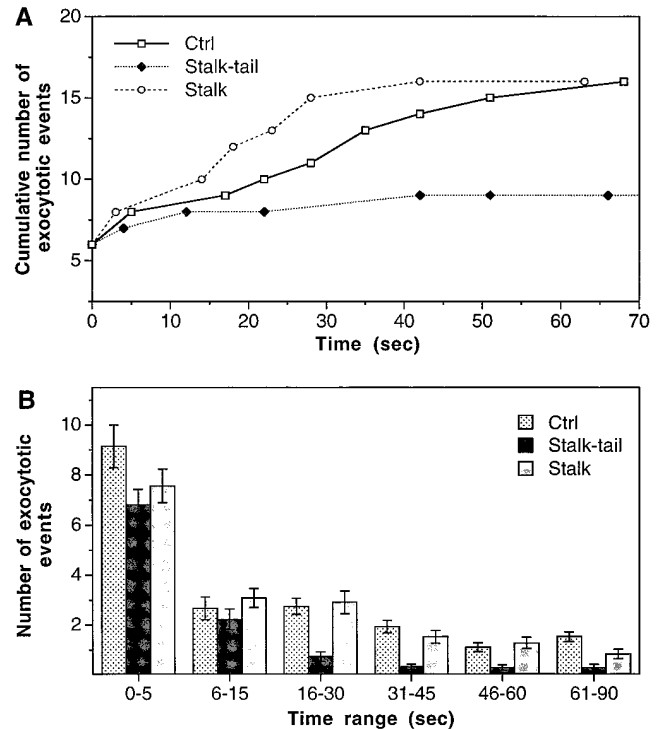 A
20
15
10
5
Cumulative number of
exocytotic events
Ctrl
Stalk-tail
Stalk
0
10
20
30
40
50
60
70
Time (sec)
B
10
8
6
4
2
Number of exocytotic
events
Ctrl
Stalk-tail
Stalk
0-5
6-15
16-30
31-45
46-60
61-90
Time range (sec)